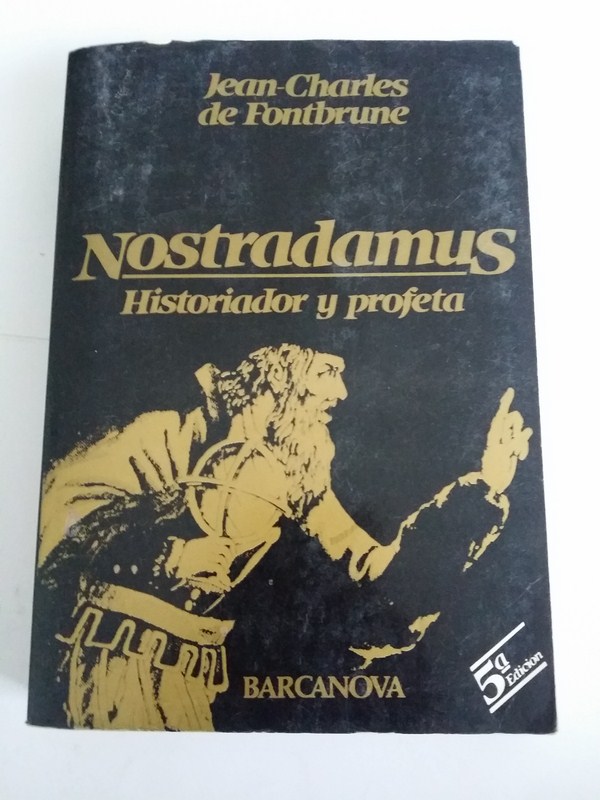 Jean-Charles
de Fontbrune
Nostradamus
Historiador y profeta
BARCANOVA
5ª
Edición